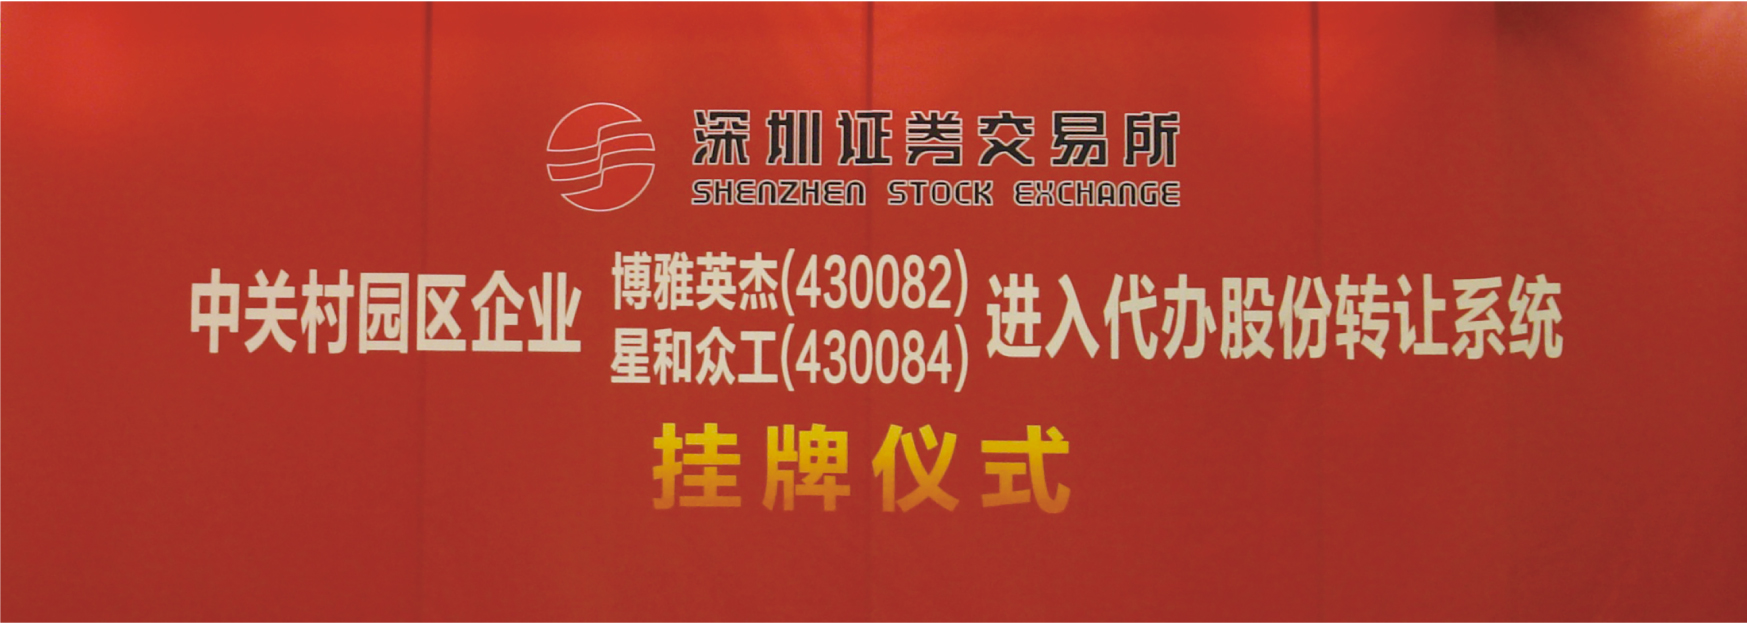 深圳证券交易所
SHENZHEN STOCK EXCHANGE
中关村园区企业 博雅英杰(430082) 进入代办股份转让系统
星和众工(430084)
挂牌仪式